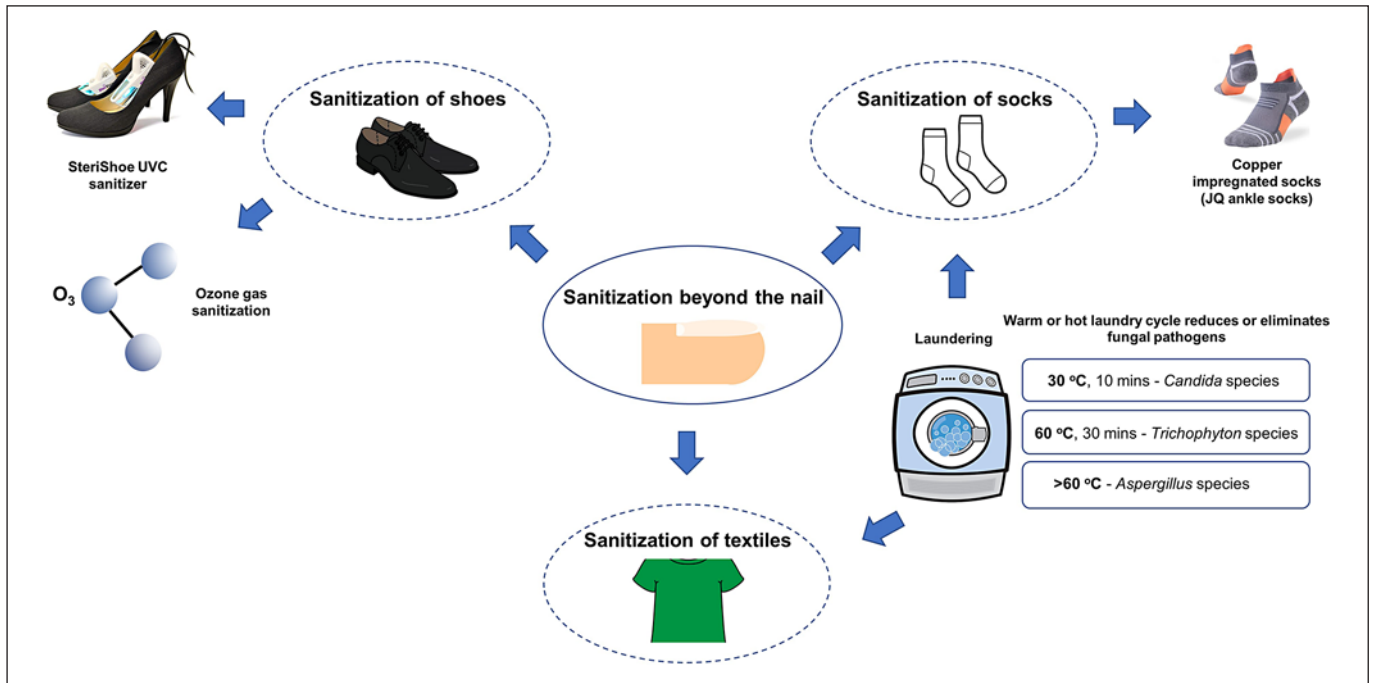 Sanitization of shoes
SteriShoe UVC
sanitizer
O₃
Ozone gas
sanitization
Sanitization of socks
Copper
impregnated socks
(JQ ankle socks)
Sanitization beyond the nail
Laundering
Warm or hot laundry cycle reduces or eliminates
fungal pathogens
30 ºC, 10 mins - Candida species
60 ºC, 30 mins - Trichophyton species
>60 ºC - Aspergillus species
Sanitization of textiles